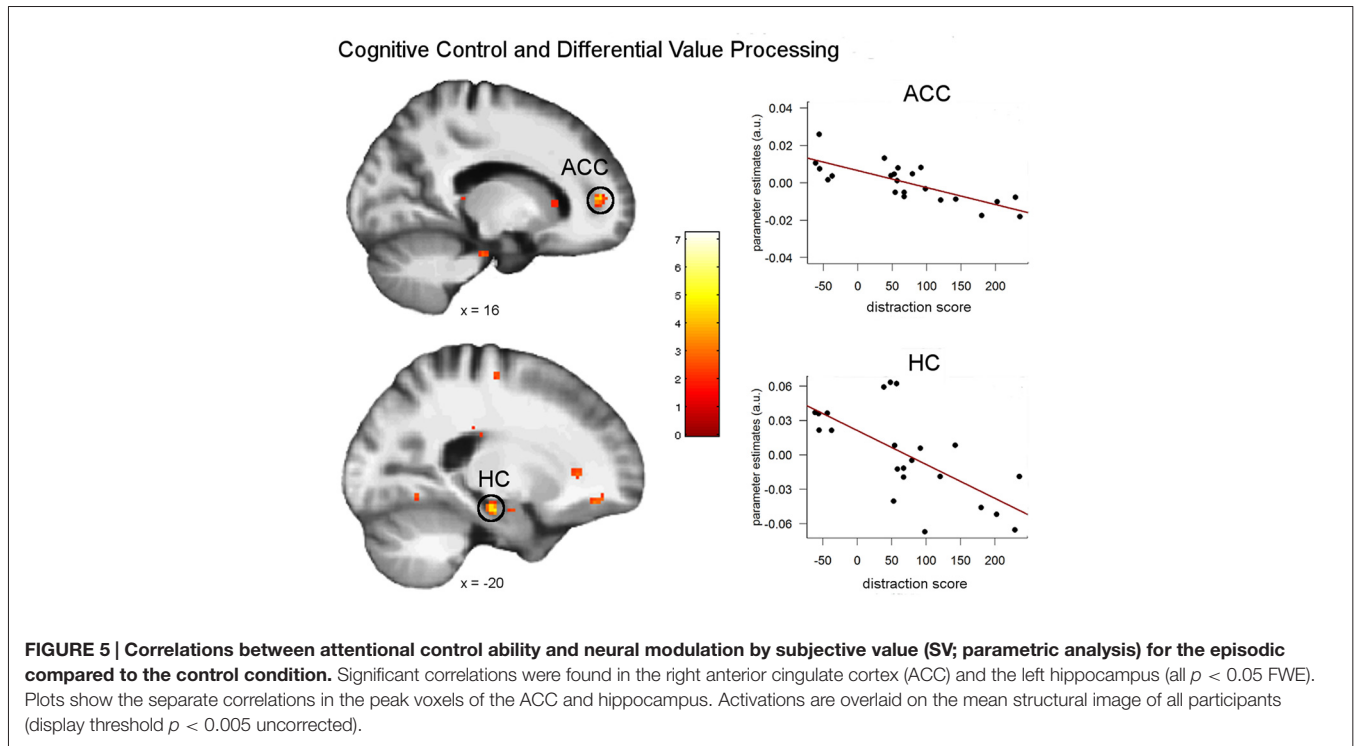 Cognitive Control and Differential Value Processing
ACC
x = 16
HC
x = -20
7
6
5
4
3
2
1
0
ACC
parameter estimates (a.u.)
0.04
0.02
0.00
-0.02
-0.04
-50 0 50 100 150 200
distraction score
HC
parameter estimates (a.u.)
0.06
0.03
0.00
-0.03
-0.06
-50 0 50 100 150 200
distraction score
FIGURE 5 | Correlations between attentional control ability and neural modulation by subjective value (SV; parametric analysis) for the episodic
compared to the control condition. Significant correlations were found in the right anterior cingulate cortex (ACC) and the left hippocampus (all p < 0.05 FWE).
Plots show the separate correlations in the peak voxels of the ACC and hippocampus. Activations are overlaid on the mean structural image of all participants
(display threshold p < 0.005 uncorrected).